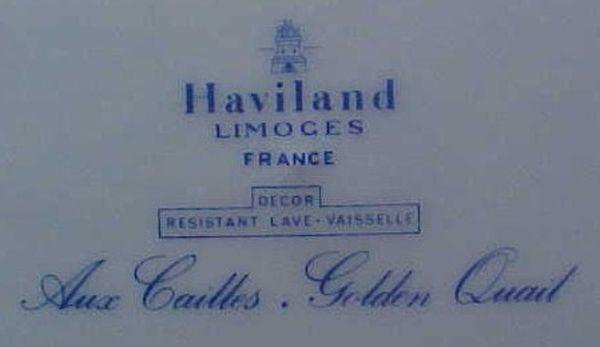 Haviland
LIMOGES
FRANCE
DECOR
RESISTANT LAVE-VAISSELLE
Aux Cailles . Golden Quail